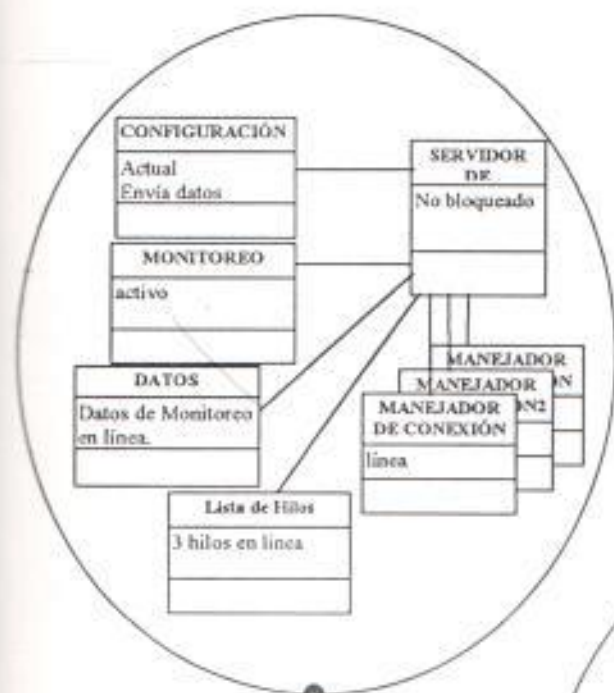 CONFIGURACIÓN
Actual
Envía datos
SERVIDOR
DE
No bloqueado
MONITOREO
activo
DATOS
Datos de Monitoreo
en línea.
MANEJADOR
MANEJADOR
MANEJADOR
DE CONEXIÓN
línea
Lista de Hilos
3 hilos en linea